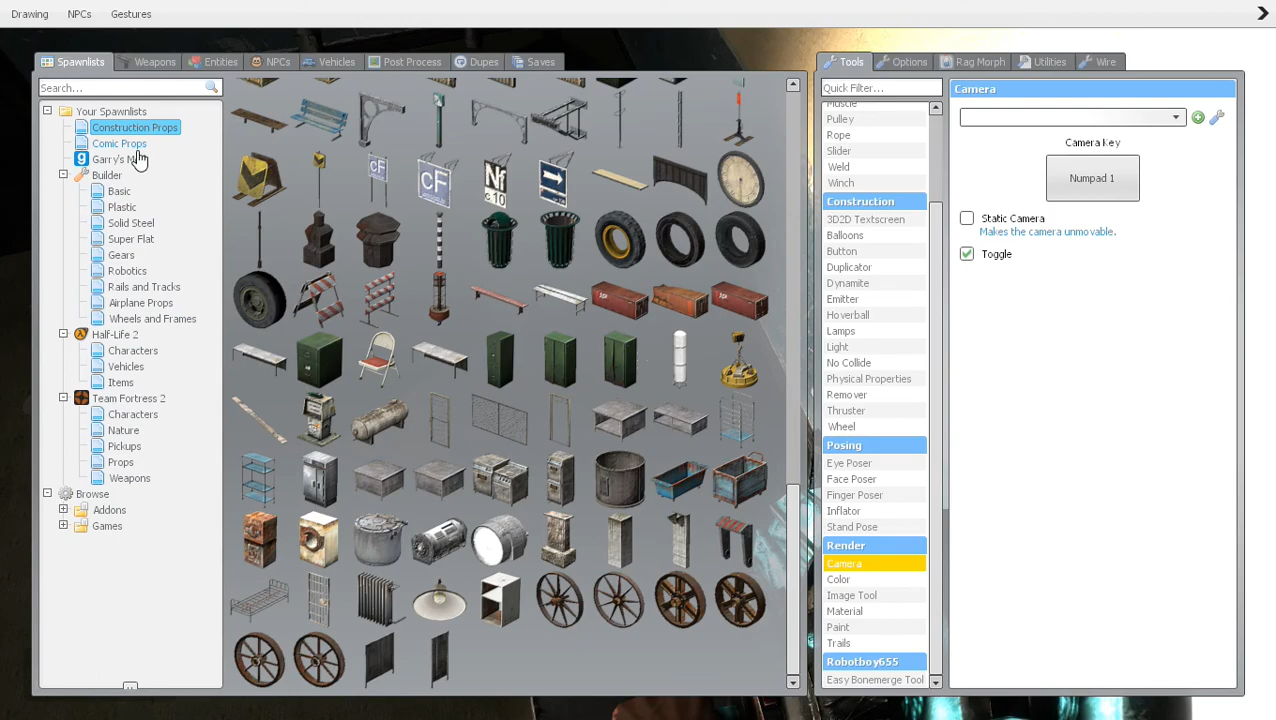 Drawing NPCs Gestures
Spawnlists Weapons Entities NPCs Vehicles Post Process Dupes Saves
Search...
Your Spawnlists
Construction Props
Comic Props
Garry's M
Builder
Basic
Plastic
Solid Steel
Super Flat
Gears
Robotics
Rails and Tracks
Airplane Props
Wheels and Frames
Half-Life 2
Characters
Vehicles
Items
Team Fortress 2
Characters
Nature
Pickups
Props
Weapons
Browse
Addons
Games
cF
cF
Nf
c10
Tools Options Rag Morph Utilities Wire
Quick Filter...
Muscle
Pulley
Rope
Slider
Weld
Winch
Construction
3D2D Textscreen
Balloons
Button
Duplicator
Dynamite
Emitter
Hoverball
Lamps
Light
No Collide
Physical Properties
Remover
Thruster
Wheel
Posing
Eye Poser
Face Poser
Finger Poser
Inflator
Stand Pose
Render
Camera
Color
Image Tool
Material
Paint
Trails
Robotboy655
Easy Bonemerge Tool
Camera
Camera Key
Numpad 1
Static Camera
Makes the camera unmovable.
Toggle